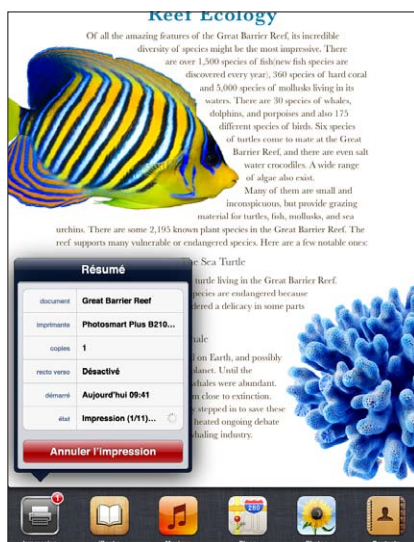 Reef Ecology
Of all the amazing features of the Great Barrier Reef, its incredible
diversity of species might be the most impressive. There
are over 1,500 species of fish(new fish species are
discovered every year), 360 species of hard coral
and 5,000 species of mollusks living in its
waters. There are 30 species of whales,
dolphins, and porpoises and also 175
different species of birds. Six species
of turtles come to mate at the Great
Barrier Reef, and there are even salt
water crocodiles. A wide range
of algae also exist.
Many of them are small and
inconspicuous, but provide grazing
material for turtles, fish, mollusks, and sea
urchins. There are some 2,195 known plant species in the Great Barrier Reef. The
reef supports many vulnerable or endangered species. Here are a few notable ones:
The Sea Turtle
turtle living in the Great Barrier Reef.
species are endangered because
dered a delicacy in some parts
hale
l on Earth, and possibly
planet. Until the
whales were abundant.
m close to extinction.
stepped in to save these
heated ongoing debate
whaling industry.
Résumé
document Great Barrier Reef
imprimante Photosmart Plus B210...
copies 1
recto verso Désactivé
démarré Aujourd'hui 09:41
état Impression (1/11)...
Annuler l'impression
1
280